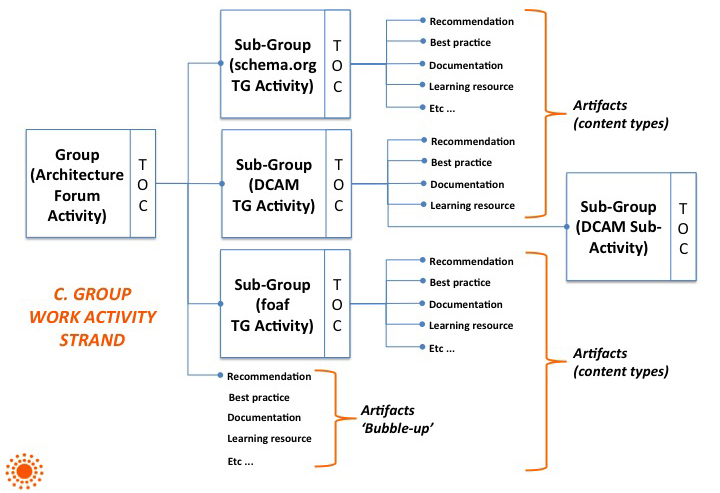 Group
(Architecture
Forum
Activity)
T
O
C
C. GROUP
WORK ACTIVITY
STRAND
Sub-Group
(schema.org
TG Activity)
T
O
C
Recommendation
Best practice
Documentation
Learning resource
Etc ...
Sub-Group
(DCAM
TG Activity)
T
O
C
Recommendation
Best practice
Documentation
Learning resource
Artifacts
(content types)
Sub-Group
(DCAM Sub-
Activity)
T
O
C
Sub-Group
(foaf
TG Activity)
T
O
C
Recommendation
Best practice
Documentation
Learning resource
Etc ...
Artifacts
(content types)
Recommendation
Best practice
Documentation
Learning resource
Etc ...
Artifacts
‘Bubble-up’